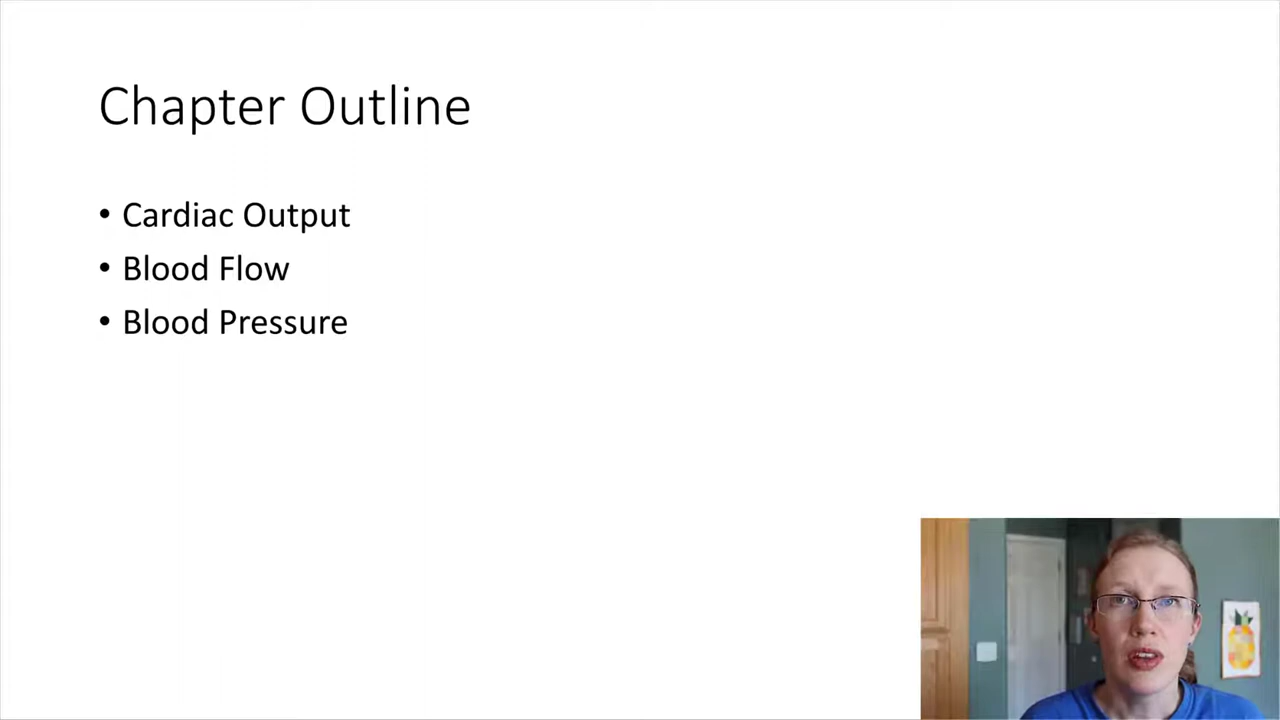 Chapter Outline
• Cardiac Output
• Blood Flow
• Blood Pressure